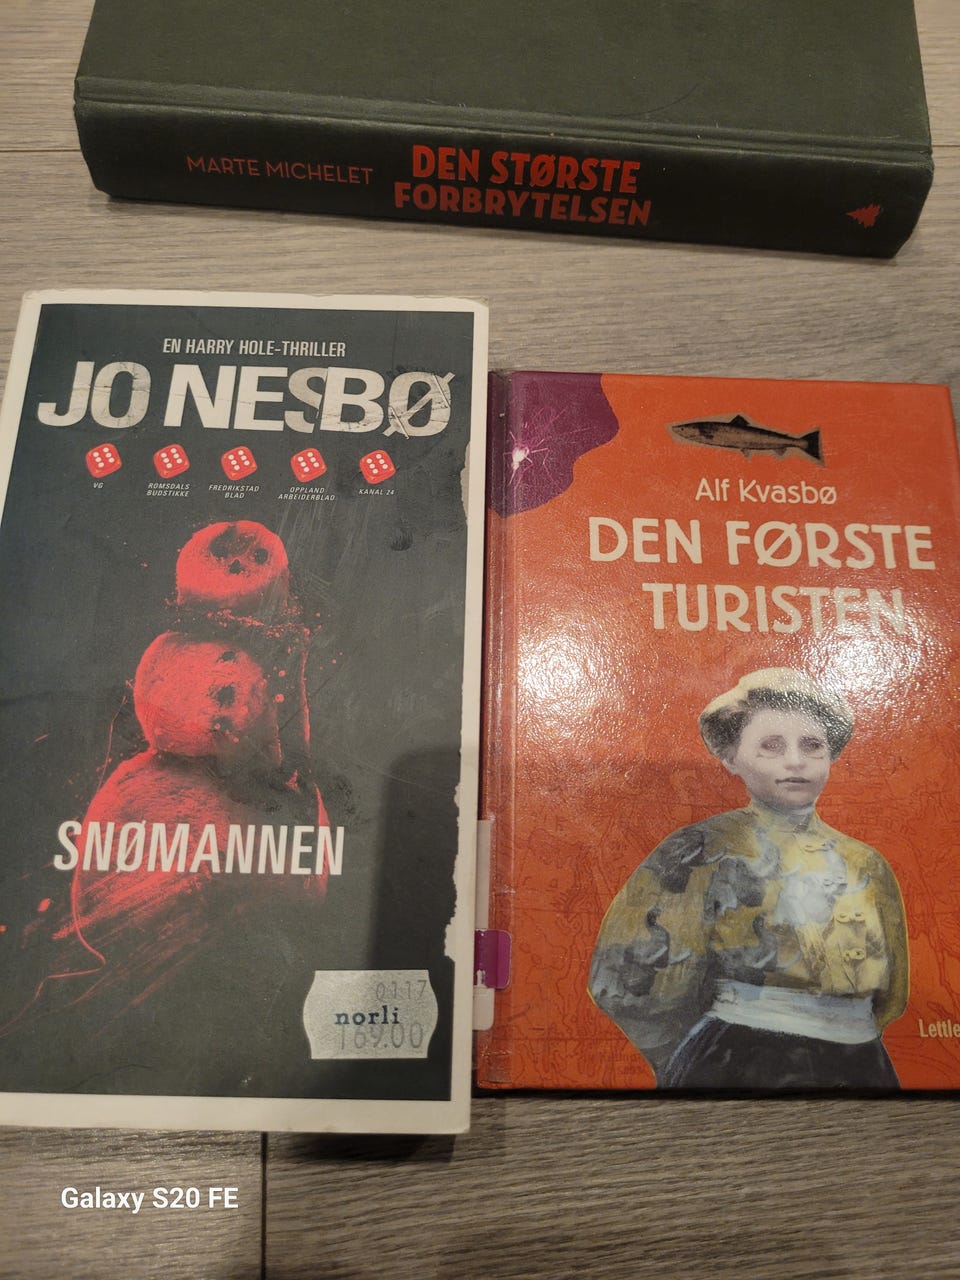 MARTE MICHELET
DEN STØRSTE
FORBRYTELSEN
EN HARRY HOLE-THRILLER
JO NESBØ
VG
ROMSDALS
BUDSTIKKE
FREDRIKSTAD
BLAD
OPPLAND
ARBEIDERBLAD
KANAL 24
SNØMANNEN
0117
norli
169.00
Alf Kvasbø
DEN FØRSTE
TURISTEN
Lettle
Galaxy S20 FE